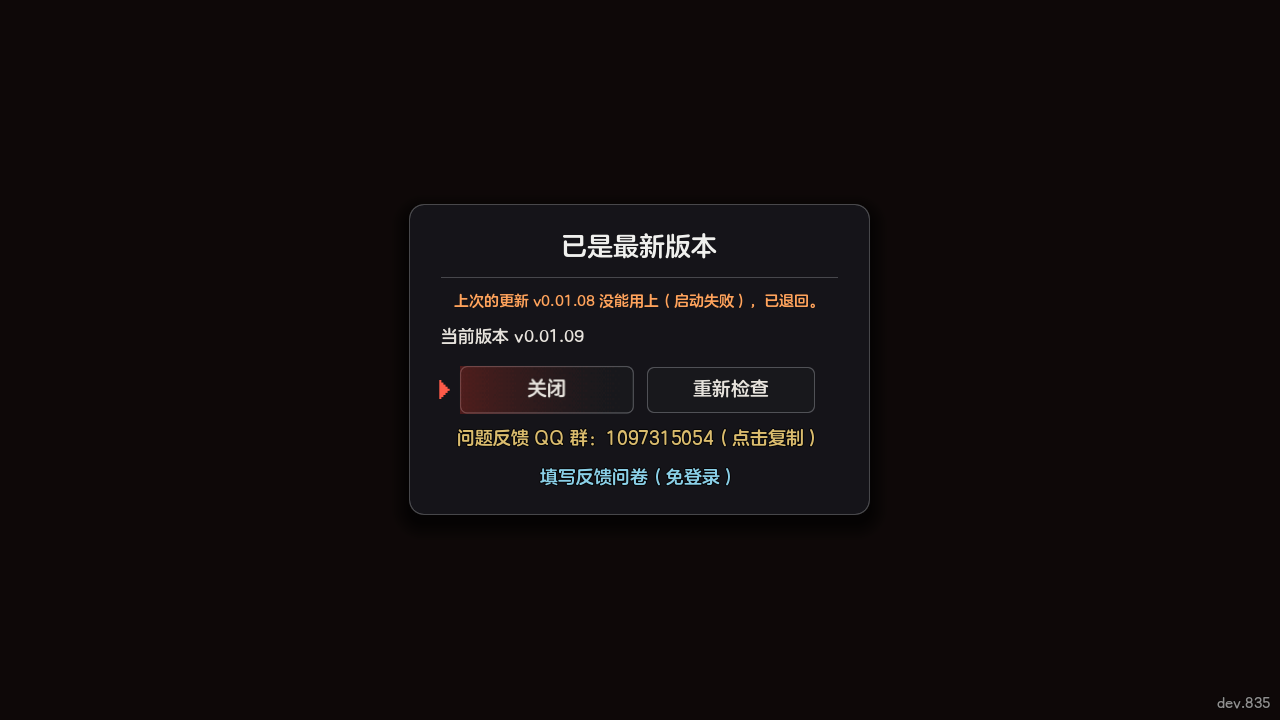 已是最新版本
上次的更新 v0.01.08 没能用上（启动失败），已退回。
当前版本 v0.01.09
关闭 重新检查
问题反馈 QQ 群：1097315054（点击复制）
填写反馈问卷（免登录）
dev.835